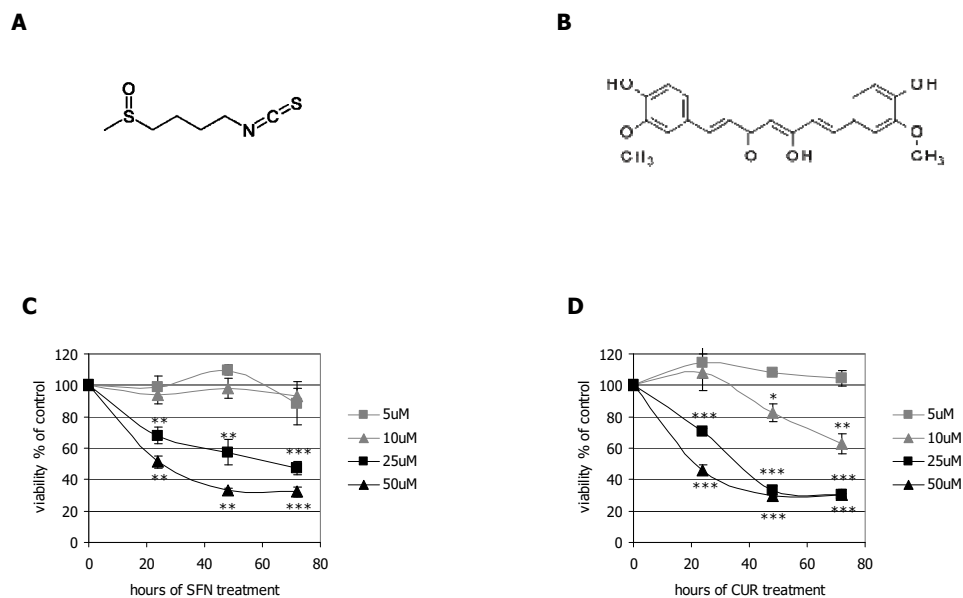 A
B
O
S
N
C
S
HO
O
CH3
O
OH
OH
O
CH3
C
120
100
80
60
40
20
0
viability % of control
0 20 40 60 80
hours of SFN treatment
**
**
**
**
***
***
5uM
10uM
25uM
50uM
D
120
100
80
60
40
20
0
viability % of control
0 20 40 60 80
hours of CUR treatment
***
***
*
***
***
**
***
***
5uM
10uM
25uM
50uM